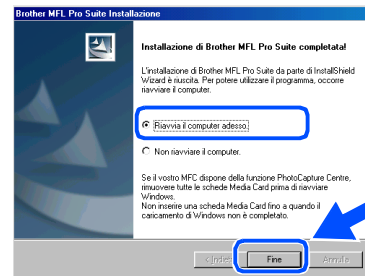 Brother MFL Pro Suite Installazione
Installazione di Brother MFL Pro Suite completata!
L'installazione di Brother MFL Pro Suite da parte di InstallShield
Wizard è riuscita. Per potere utilizzare il programma, occorre
riavviare il computer.
Riavvia il computer adesso.
Non riavviare il computer.
Se il vostro MFC dispone della funzione PhotoCapture Centre,
rimuovere tutte le schede Media Card prima di riavviare
Windows.
Non inserire una scheda Media Card fino a quando il
caricamento di Windows non è completato.
Fine Annulla